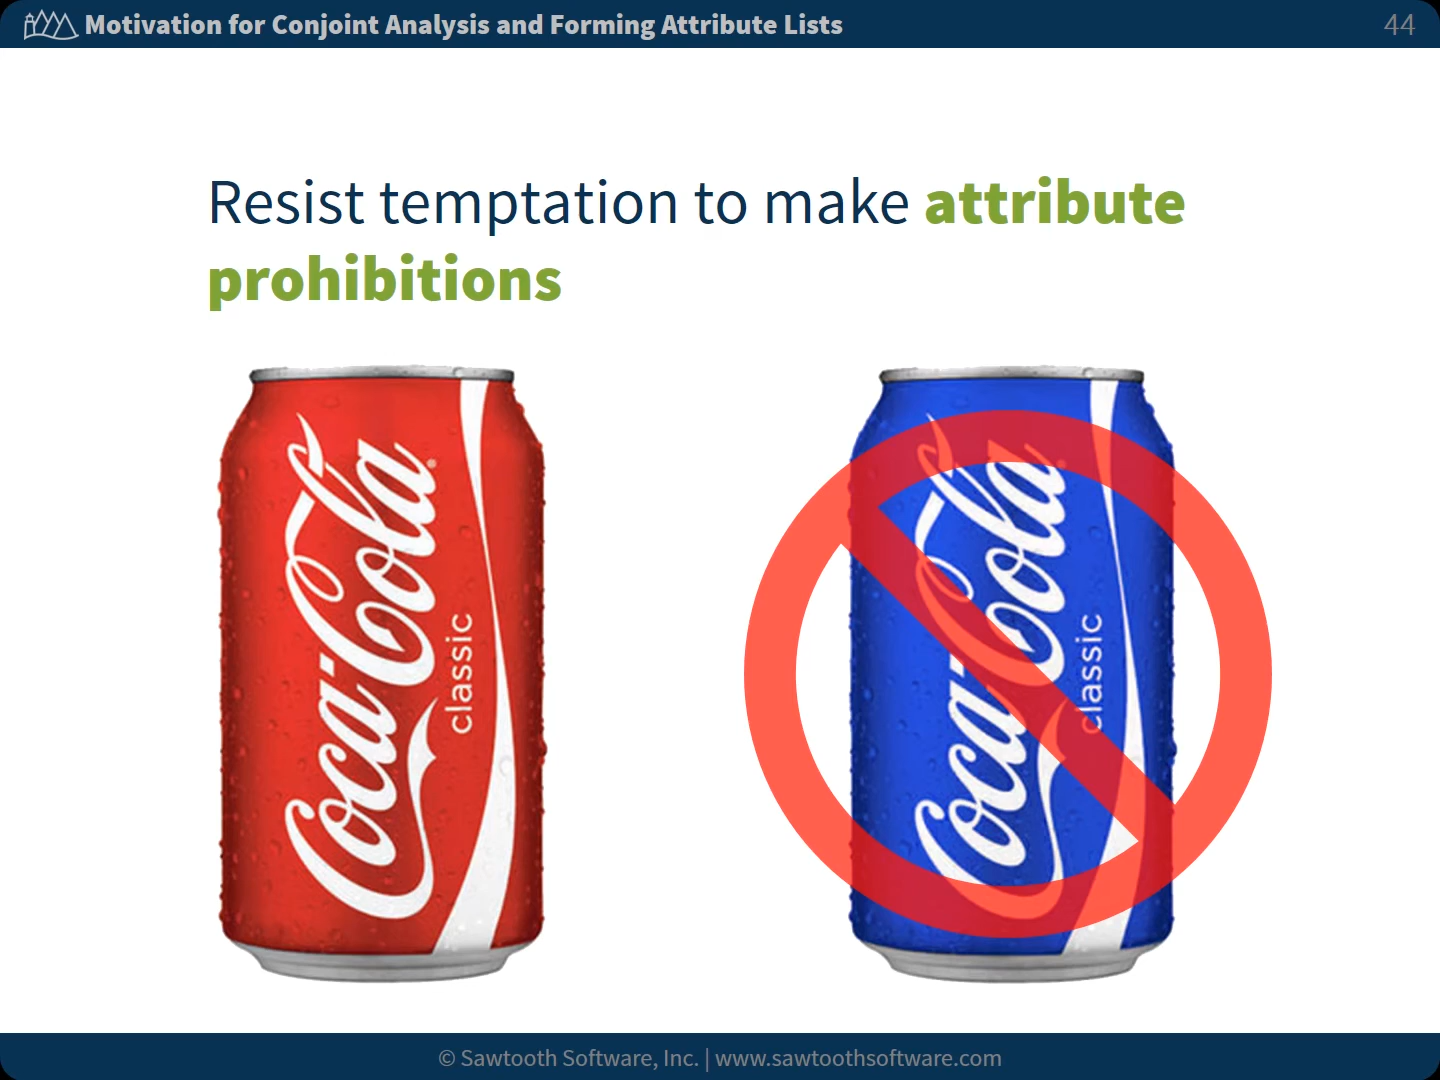 Motivation for Conjoint Analysis and Forming Attribute Lists
44
Resist temptation to make attribute
prohibitions
Coca-Cola
classic
Coca-Cola
classic
© Sawtooth Software, Inc. | www.sawtoothsoftware.com